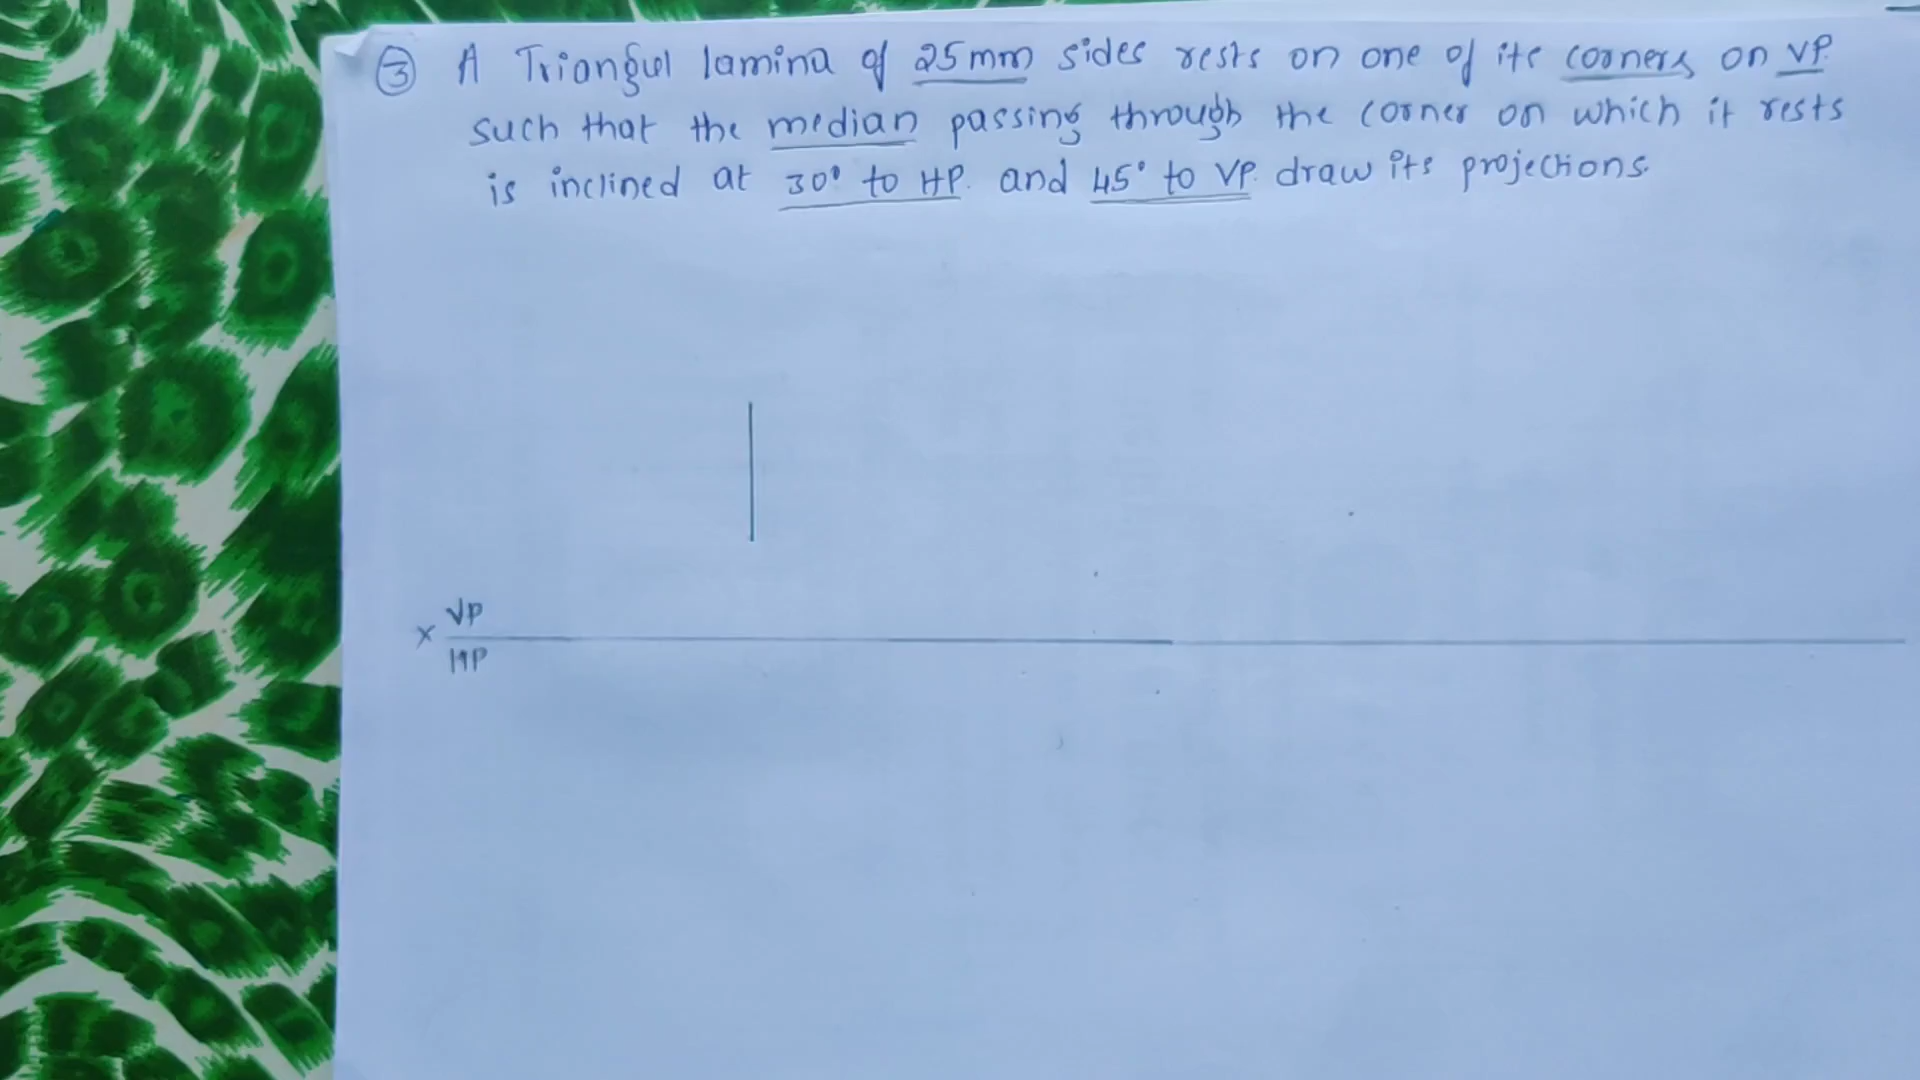 ③ A Triangul lamina of 25mm sides rests on one of its corners on VP.
such that the median passing through the corner on which it rests
is inclined at 30° to HP. and 45° to VP. draw its projections.
VP
X
HP